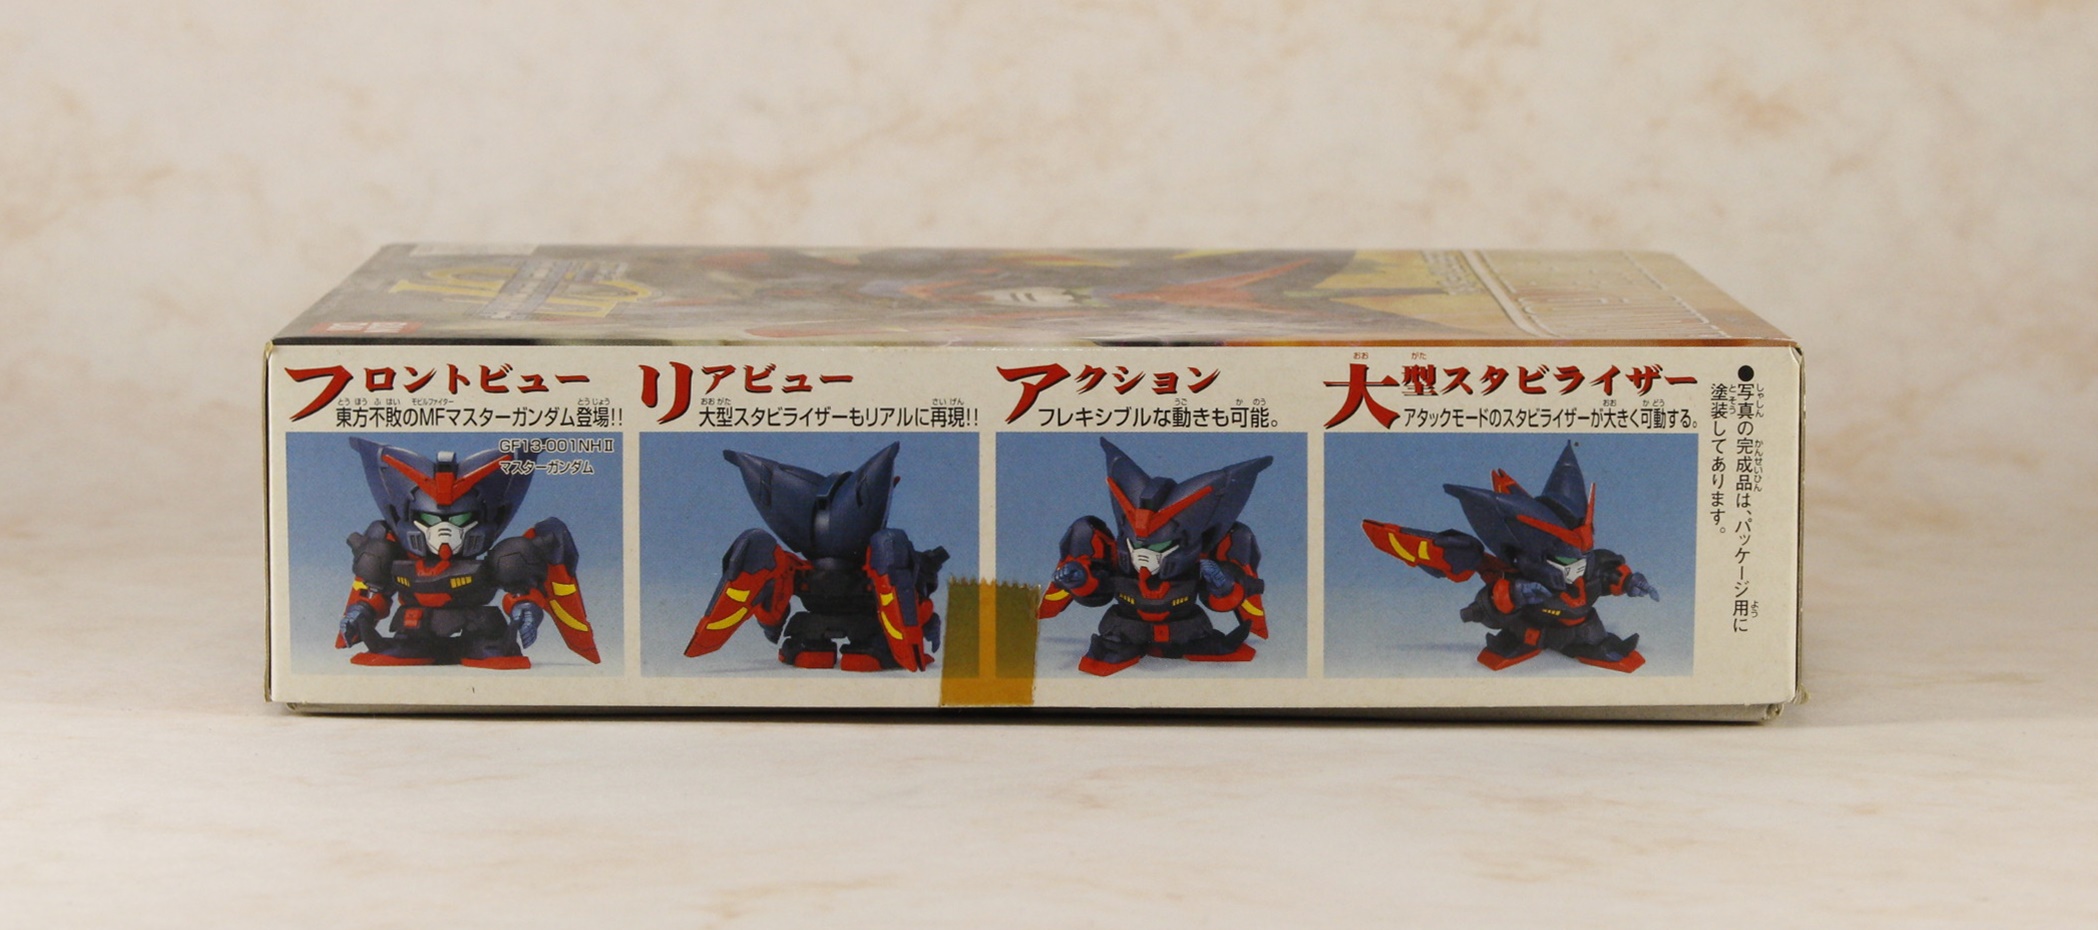 フロントビュー
東方不敗のMFマスターガンダム登場!!
GF13-001NHⅡ
マスターガンダム
リアビュー
大型スタビライザーもリアルに再現!!
アクション
フレキシブルな動きも可能。
大型スタビライザー
アタックモードのスタビライザーが大きく可動する。
●写真の完成品は、パッケージ用に
塗装してあります。